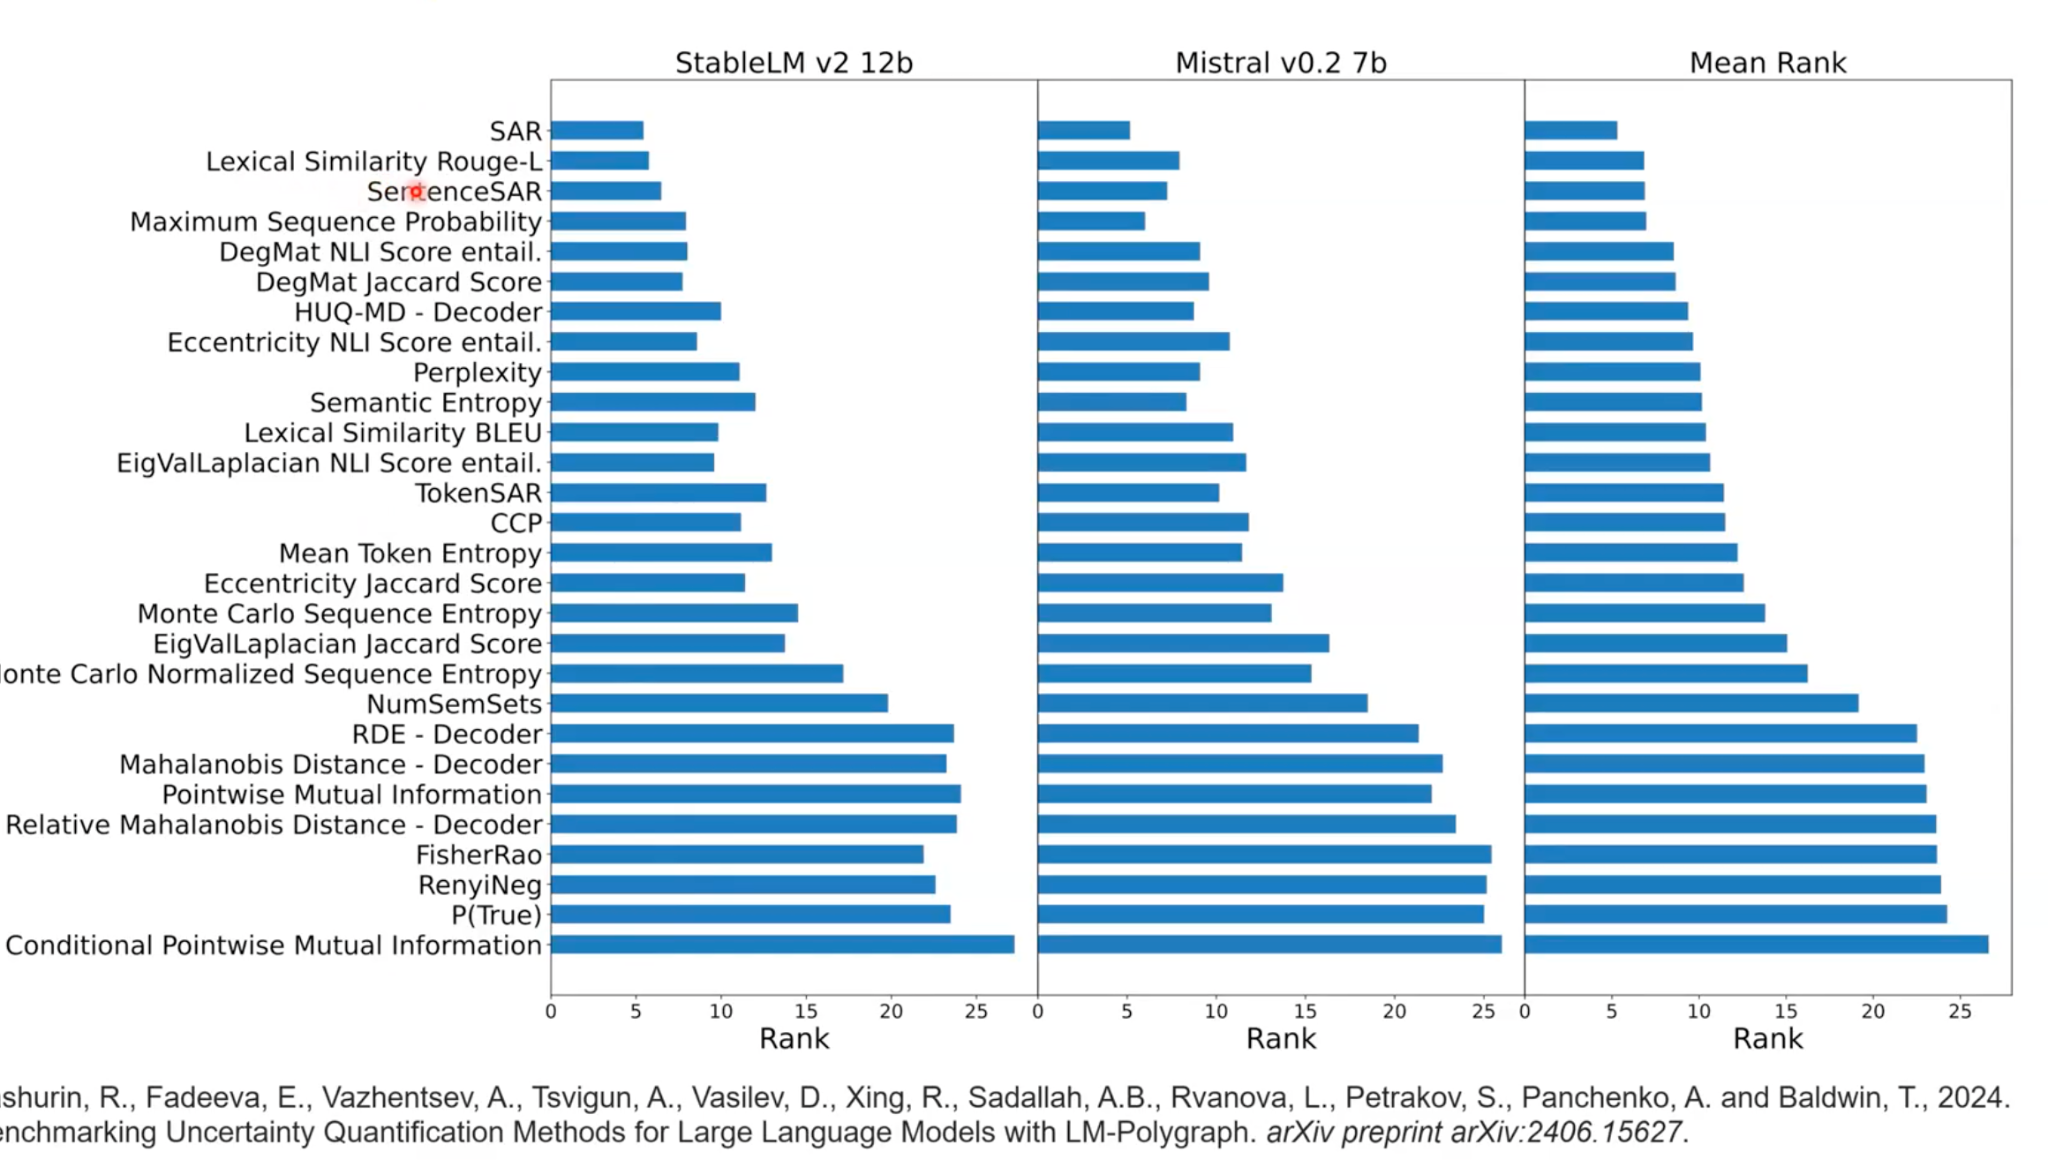 StableLM v2 12b
Mistral v0.2 7b
Mean Rank
SAR
Lexical Similarity Rouge-L
SentenceSAR
Maximum Sequence Probability
DegMat NLI Score entail.
DegMat Jaccard Score
HUQ-MD - Decoder
Eccentricity NLI Score entail.
Perplexity
Semantic Entropy
Lexical Similarity BLEU
EigValLaplacian NLI Score entail.
TokenSAR
CCP
Mean Token Entropy
Eccentricity Jaccard Score
Monte Carlo Sequence Entropy
EigValLaplacian Jaccard Score
onte Carlo Normalized Sequence Entropy
NumSemSets
RDE - Decoder
Mahalanobis Distance - Decoder
Pointwise Mutual Information
Relative Mahalanobis Distance - Decoder
FisherRao
RenyiNeg
P(True)
Conditional Pointwise Mutual Information
0 5 10 15 20 25
0 5 10 15 20 25
0 5 10 15 20 25
Rank
Rank
Rank
shurin, R., Fadeeva, E., Vazhentsev, A., Tsvigun, A., Vasilev, D., Xing, R., Sadallah, A.B., Rvanova, L., Petrakov, S., Panchenko, A. and Baldwin, T., 2024.
enchmarking Uncertainty Quantification Methods for Large Language Models with LM-Polygraph. arXiv preprint arXiv:2406.15627.